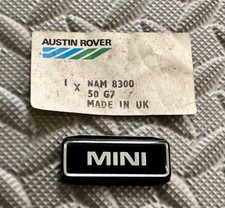 AUSTIN ROVER
1 x NAM 8300
50 G7
MADE IN UK
MINI